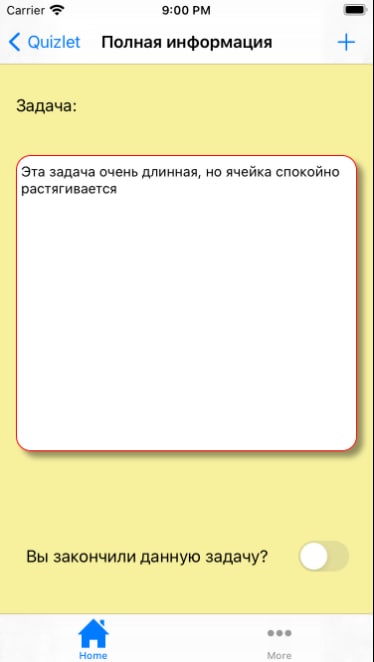 Carrier 9:00 PM
Quizlet Полная информация +
Задача:
Эта задача очень длинная, но ячейка спокойно
растягивается
Вы закончили данную задачу?
Home More